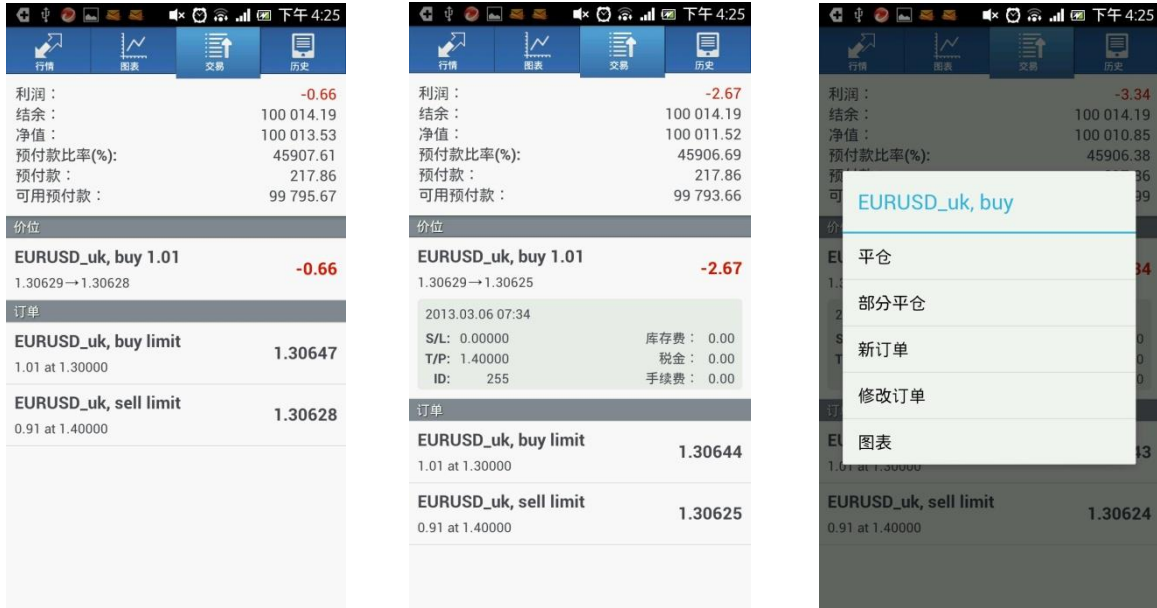 下午 4:25
行情 图表 交易 历史
利润： -0.66
结余： 100 014.19
净值： 100 013.53
预付款比率(%): 45907.61
预付款： 217.86
可用预付款： 99 795.67
价位
EURUSD_uk, buy 1.01 -0.66
1.30629→1.30628
订单
EURUSD_uk, buy limit 1.30647
1.01 at 1.30000
EURUSD_uk, sell limit 1.30628
0.91 at 1.40000
下午 4:25
行情 图表 交易 历史
利润： -2.67
结余： 100 014.19
净值： 100 011.52
预付款比率(%): 45906.69
预付款： 217.86
可用预付款： 99 793.66
价位
EURUSD_uk, buy 1.01 -2.67
1.30629→1.30625
2013.03.06 07:34
S/L: 0.00000 库存费： 0.00
T/P: 1.40000 税金： 0.00
ID: 255 手续费： 0.00
订单
EURUSD_uk, buy limit 1.30644
1.01 at 1.30000
EURUSD_uk, sell limit 1.30625
0.91 at 1.40000
下午 4:25
行情 图表 交易 历史
利润： -3.34
结余： 100 014.19
净值： 100 010.85
预付款比率(%): 45906.38
EURUSD_uk, buy
平仓
部分平仓
新订单
修改订单
图表
1.01 at 1.30000
EURUSD_uk, sell limit 1.30624
0.91 at 1.40000